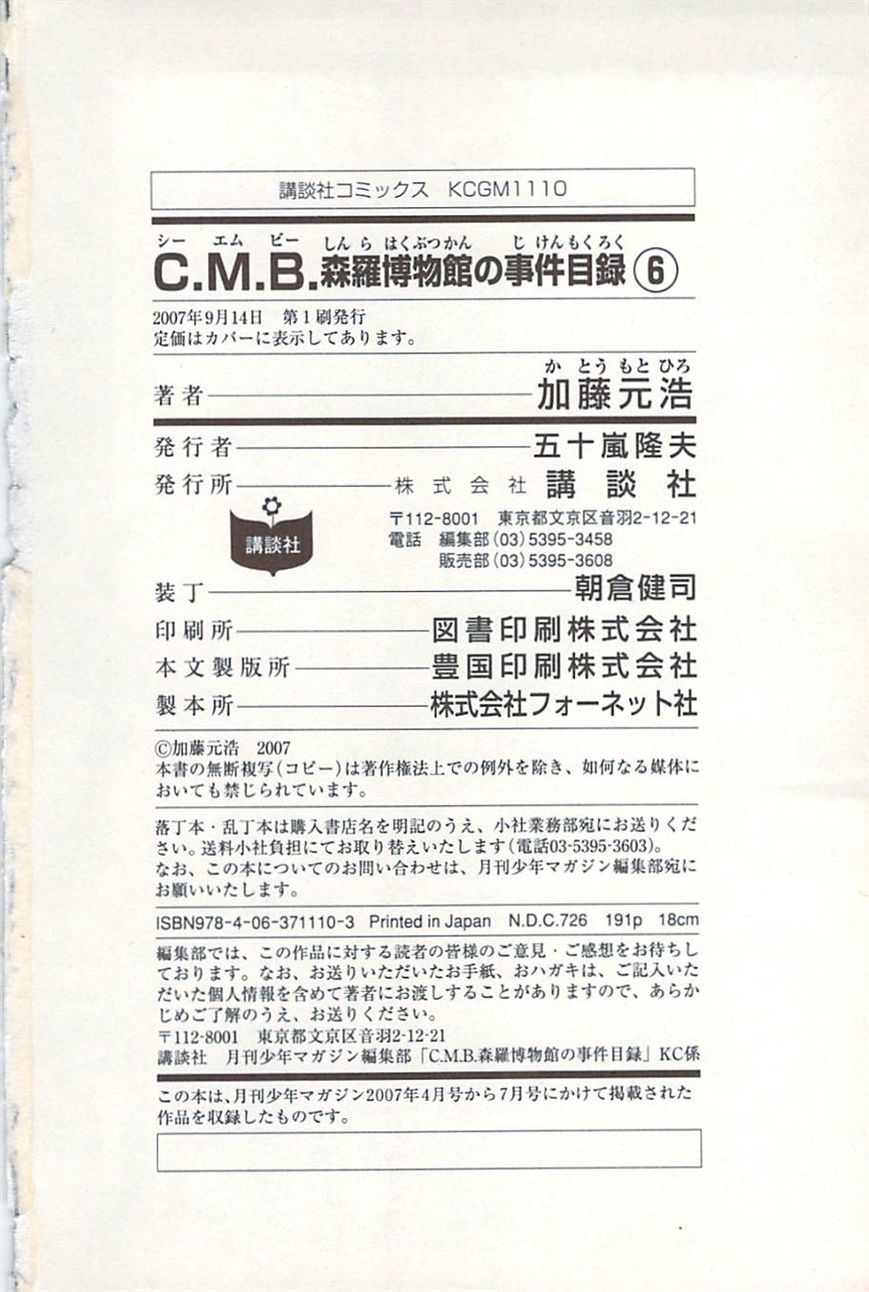 講談社コミックス KCGM1110
シー エム ビー しんら はくぶつかん じけんもくろく
C.M.B.森羅博物館の事件目録⑥
2007年9月14日 第1刷発行
定価はカバーに表示してあります。
か とう もと ひろ
著者 加藤元浩
発行者 五十嵐隆夫
発行所 株式会社 講談社
〒112-8001 東京都文京区音羽2-12-21
電話 編集部(03)5395-3458
講談社
販売部(03)5395-3608
装丁 朝倉健司
印刷所 図書印刷株式会社
本文製版所 豊国印刷株式会社
製本所 株式会社フォーネット社
©加藤元浩 2007
本書の無断複写(コピー)は著作権法上での例外を除き、如何なる媒体に
おいても禁じられています。
落丁本・乱丁本は購入書店名を明記のうえ、小社業務部宛にお送りくだ
さい。送料小社負担にてお取り替えいたします(電話03-5395-3603)。
なお、この本についてのお問い合わせは、月刊少年マガジン編集部宛に
お願いいたします。
ISBN978-4-06-371110-3 Printed in Japan N.D.C.726 191p 18cm
編集部では、この作品に対する読者の皆様のご意見・ご感想をお待ちし
ております。なお、お送りいただいたお手紙、おハガキは、ご記入いた
だいた個人情報を含めて著者にお渡しすることがありますので、あらか
じめご了解のうえ、お送りください。
〒112-8001 東京都文京区音羽2-12-21
講談社 月刊少年マガジン編集部「C.M.B.森羅博物館の事件目録」KC係
この本は、月刊少年マガジン2007年4月号から7月号にかけて掲載された
作品を収録したものです。